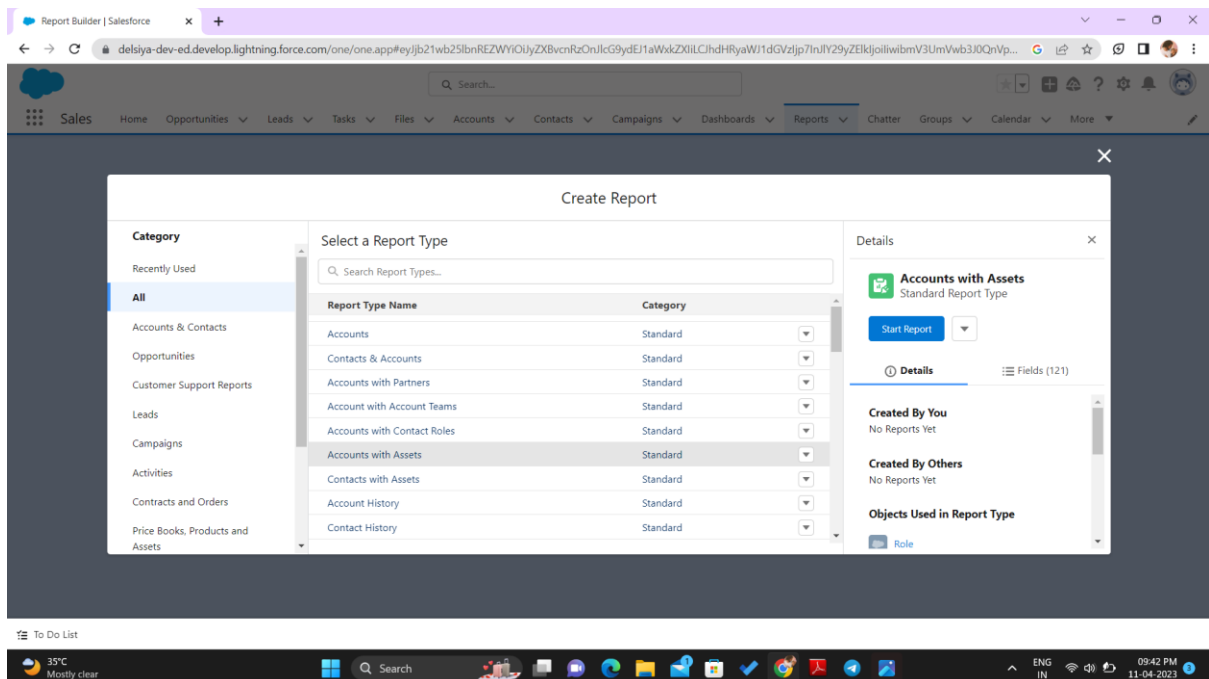 Report Builder | Salesforce
delsiya-dev-ed.develop.lightning.force.com/one/one.app#eyJjb21wb25lbnREZWYiOiJyZXBvcnRzOnJlcG9ydEJ1aWxkZXIiLCJhdHRyaWJ1dGVzIjp7InJlY29yZElkIjoiIiwibmV3UmVwb3J0QnVp...
Search...
Sales Home Opportunities Leads Tasks Files Accounts Contacts Campaigns Dashboards Reports Chatter Groups Calendar More
Create Report
Category
Recently Used
All
Accounts & Contacts
Opportunities
Customer Support Reports
Leads
Campaigns
Activities
Contracts and Orders
Price Books, Products and
Assets
Select a Report Type
Search Report Types...
Report Type Name Category
Accounts Standard
Contacts & Accounts Standard
Accounts with Partners Standard
Account with Account Teams Standard
Accounts with Contact Roles Standard
Accounts with Assets Standard
Contacts with Assets Standard
Account History Standard
Contact History Standard
Details
Accounts with Assets
Standard Report Type
Start Report
Details Fields (121)
Created By You
No Reports Yet
Created By Others
No Reports Yet
Objects Used in Report Type
Role
To Do List
35°C
Mostly clear
Search
ENG
IN
09:42 PM
11-04-2023
3